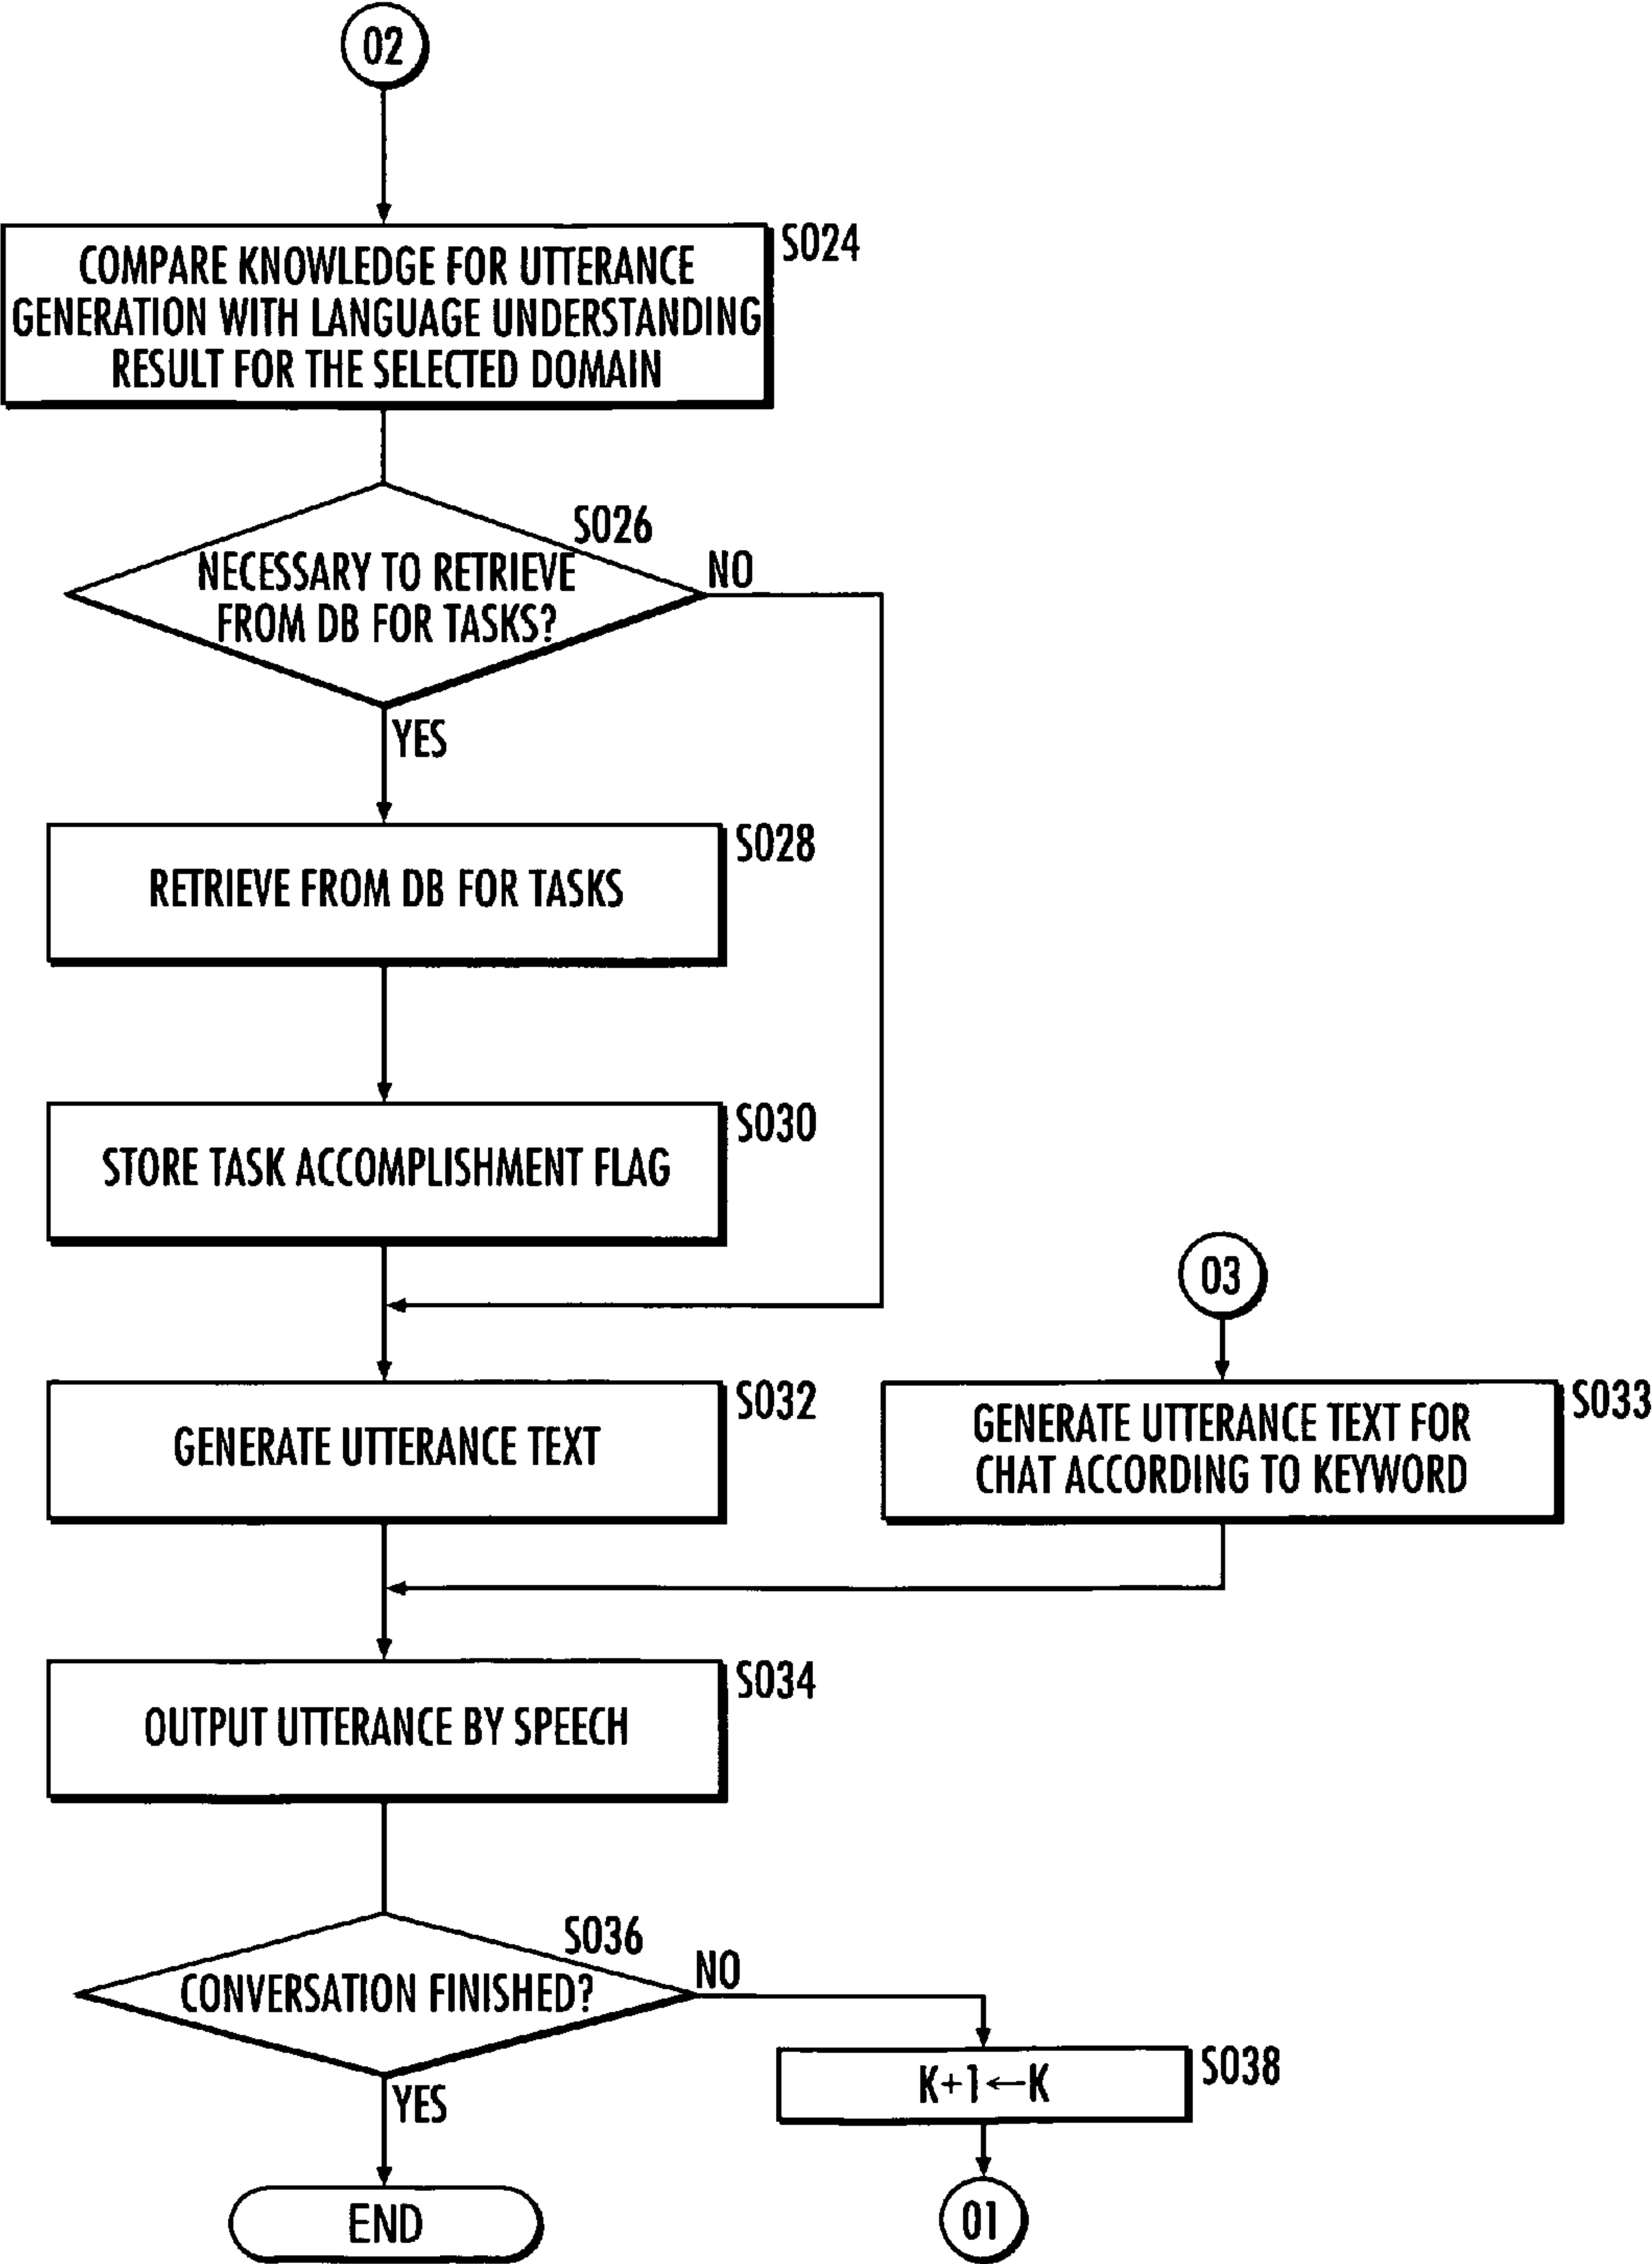 02
S024
COMPARE KNOWLEDGE FOR UTTERANCE
GENERATION WITH LANGUAGE UNDERSTANDING
RESULT FOR THE SELECTED DOMAIN
S026
NECESSARY TO RETRIEVE
FROM DB FOR TASKS?
NO
YES
S028
RETRIEVE FROM DB FOR TASKS
S030
STORE TASK ACCOMPLISHMENT FLAG
03
S032
GENERATE UTTERANCE TEXT
S033
GENERATE UTTERANCE TEXT FOR
CHAT ACCORDING TO KEYWORD
S034
OUTPUT UTTERANCE BY SPEECH
S036
CONVERSATION FINISHED?
NO
YES
S038
K+1←K
END
01